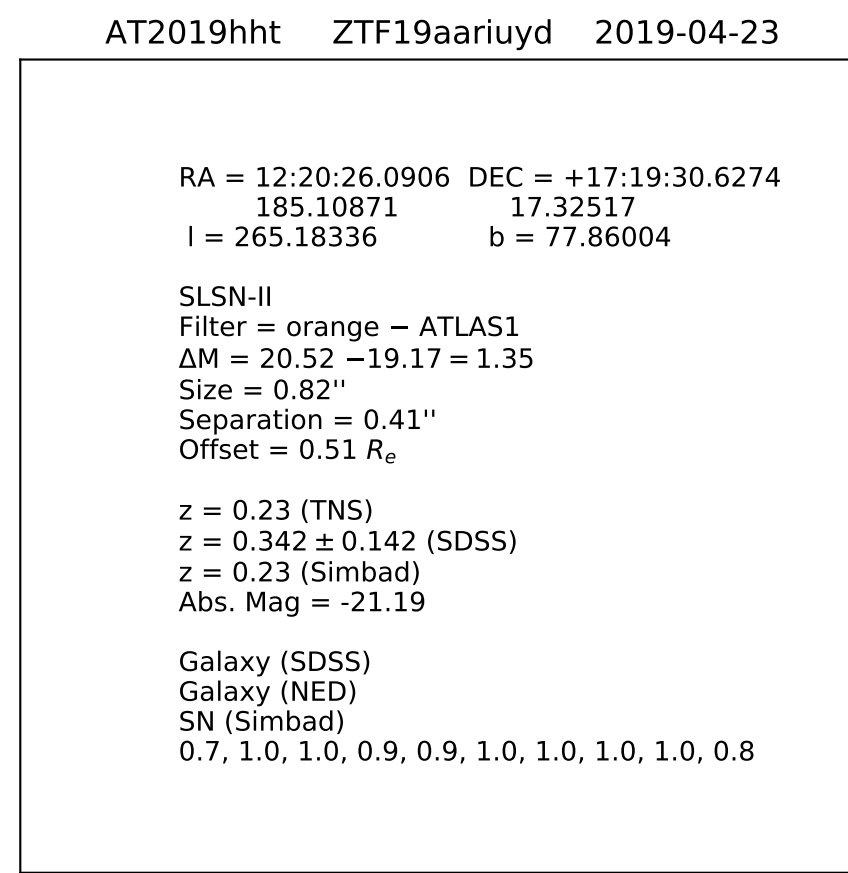 AT2019hht ZTF19aariuyd 2019-04-23
RA = 12:20:26.0906 DEC = +17:19:30.6274
185.10871 17.32517
l = 265.18336 b = 77.86004
SLSN-II
Filter = orange − ATLAS1
ΔM = 20.52 −19.17 = 1.35
Size = 0.82''
Separation = 0.41''
Offset = 0.51 Re
z = 0.23 (TNS)
z = 0.342 ± 0.142 (SDSS)
z = 0.23 (Simbad)
Abs. Mag = -21.19
Galaxy (SDSS)
Galaxy (NED)
SN (Simbad)
0.7, 1.0, 1.0, 0.9, 0.9, 1.0, 1.0, 1.0, 1.0, 0.8